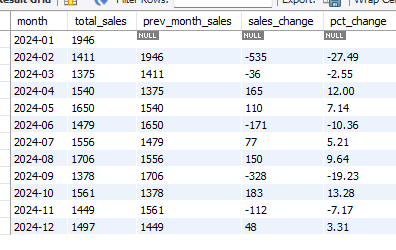 Result Grid Filter Rows: Export: Wrap Cell
month total_sales prev_month_sales sales_change pct_change
2024-01 1946 NULL NULL NULL
2024-02 1411 1946 -535 -27.49
2024-03 1375 1411 -36 -2.55
2024-04 1540 1375 165 12.00
2024-05 1650 1540 110 7.14
2024-06 1479 1650 -171 -10.36
2024-07 1556 1479 77 5.21
2024-08 1706 1556 150 9.64
2024-09 1378 1706 -328 -19.23
2024-10 1561 1378 183 13.28
2024-11 1449 1561 -112 -7.17
2024-12 1497 1449 48 3.31